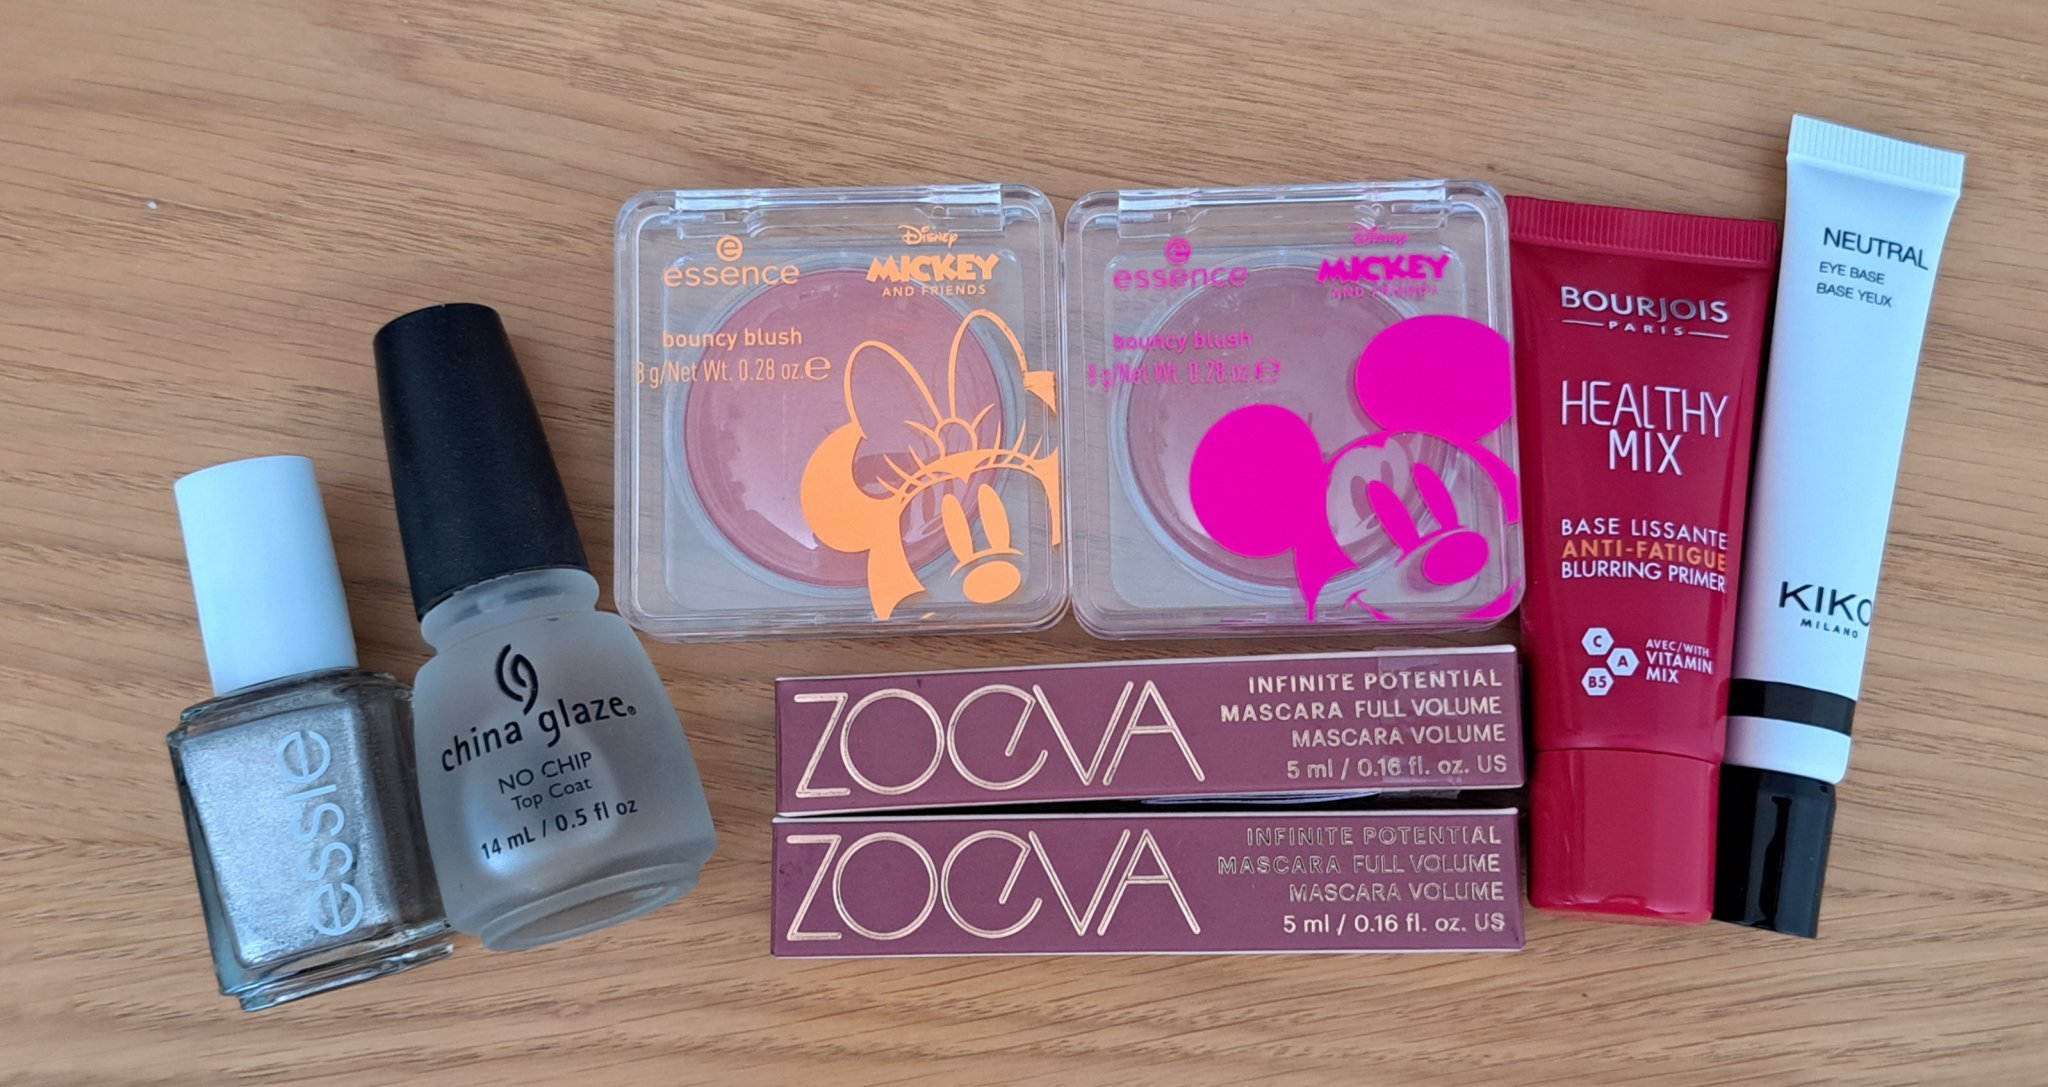 essie
china glaze®
NO CHIP
Top Coat
14 mL / 0.5 fl oz
essence
DISNEY
MICKEY
AND FRIENDS
bouncy blush
8 g/Net Wt. 0.28 oz. e
essence
DISNEY
MICKEY
AND FRIENDS
bouncy blush
8 g/Net Wt. 0.28 oz. e
ZOEVA
INFINITE POTENTIAL
MASCARA FULL VOLUME
MASCARA VOLUME
5 ml / 0.16 fl. oz. US
ZOEVA
INFINITE POTENTIAL
MASCARA FULL VOLUME
MASCARA VOLUME
5 ml / 0.16 fl. oz. US
BOURJOIS
PARIS
HEALTHY
MIX
BASE LISSANTE
ANTI-FATIGUE
BLURRING PRIMER
C
A
B5
AVEC/WITH
VITAMIN
MIX
NEUTRAL
EYE BASE
BASE YEUX
KIKO
MILANO